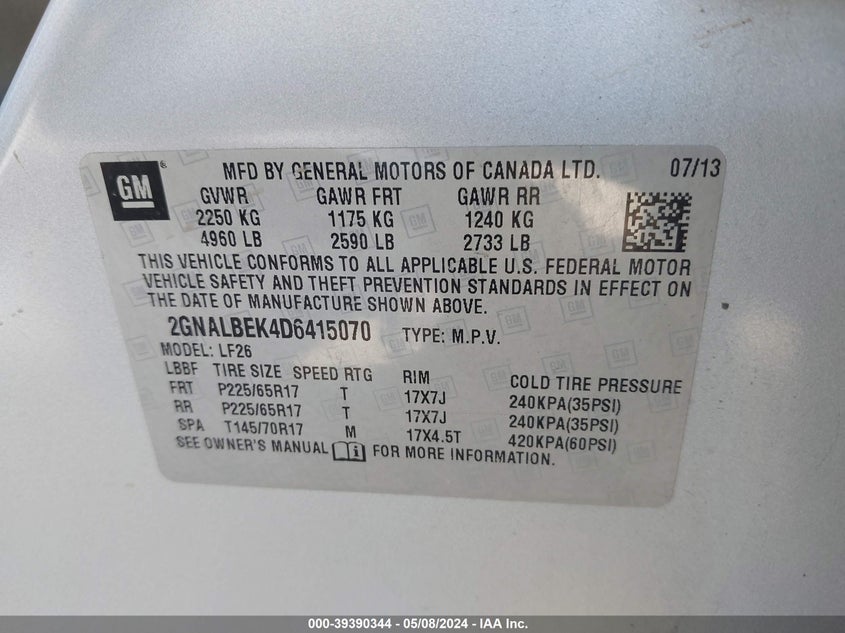 GM
MFD BY GENERAL MOTORS OF CANADA LTD. 07/13
GVWR GAWR FRT GAWR RR
2250 KG 1175 KG 1240 KG
4960 LB 2590 LB 2733 LB
THIS VEHICLE CONFORMS TO ALL APPLICABLE U.S. FEDERAL MOTOR
VEHICLE SAFETY AND THEFT PREVENTION STANDARDS IN EFFECT ON
THE DATE OF MANUFACTURE SHOWN ABOVE.
2GNALBEK4D6415070 TYPE: M.P.V.
MODEL: LF26
LBBF TIRE SIZE SPEED RTG RIM COLD TIRE PRESSURE
FRT P225/65R17 T 17X7J 240KPA(35PSI)
RR P225/65R17 T 17X7J 240KPA(35PSI)
SPA T145/70R17 M 17X4.5T 420KPA(60PSI)
SEE OWNER'S MANUAL FOR MORE INFORMATION.
000-39390344 — 05/08/2024 — IAA Inc.